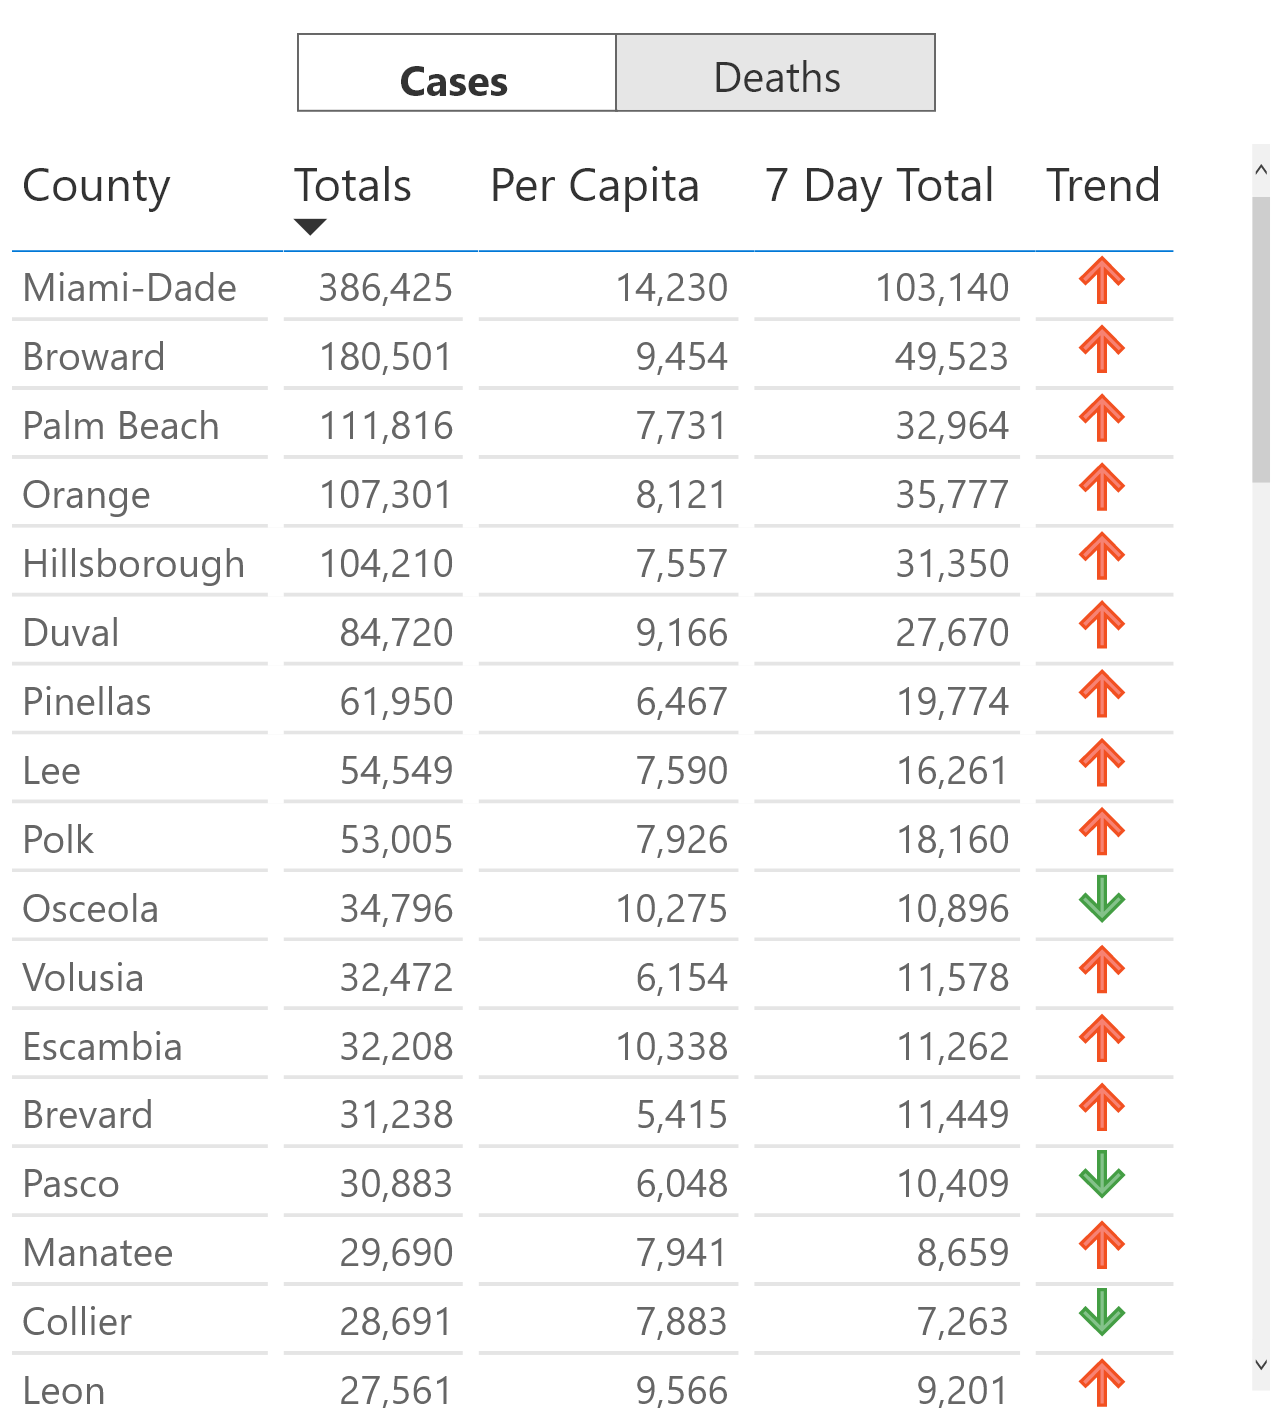 Cases Deaths
County Totals Per Capita 7 Day Total Trend
Miami-Dade 386,425 14,230 103,140
Broward 180,501 9,454 49,523
Palm Beach 111,816 7,731 32,964
Orange 107,301 8,121 35,777
Hillsborough 104,210 7,557 31,350
Duval 84,720 9,166 27,670
Pinellas 61,950 6,467 19,774
Lee 54,549 7,590 16,261
Polk 53,005 7,926 18,160
Osceola 34,796 10,275 10,896
Volusia 32,472 6,154 11,578
Escambia 32,208 10,338 11,262
Brevard 31,238 5,415 11,449
Pasco 30,883 6,048 10,409
Manatee 29,690 7,941 8,659
Collier 28,691 7,883 7,263
Leon 27,561 9,566 9,201